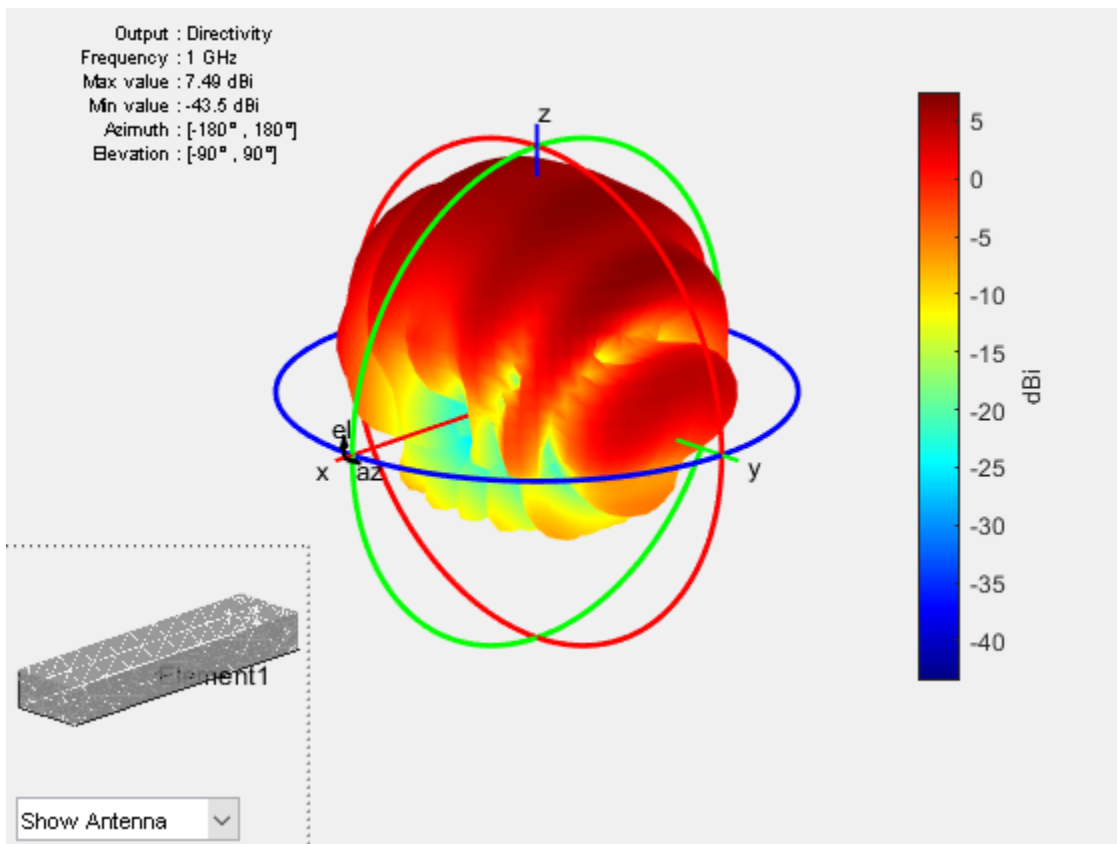 Output : Directivity
Frequency : 1 GHz
Max value : 7.49 dBi
Min value : -43.5 dBi
Azimuth : [-180° , 180°]
Elevation : [-90° , 90°]
z
x
el
az
y
5
0
-5
-10
-15
-20
-25
-30
-35
-40
dBi
Element1
Show Antenna